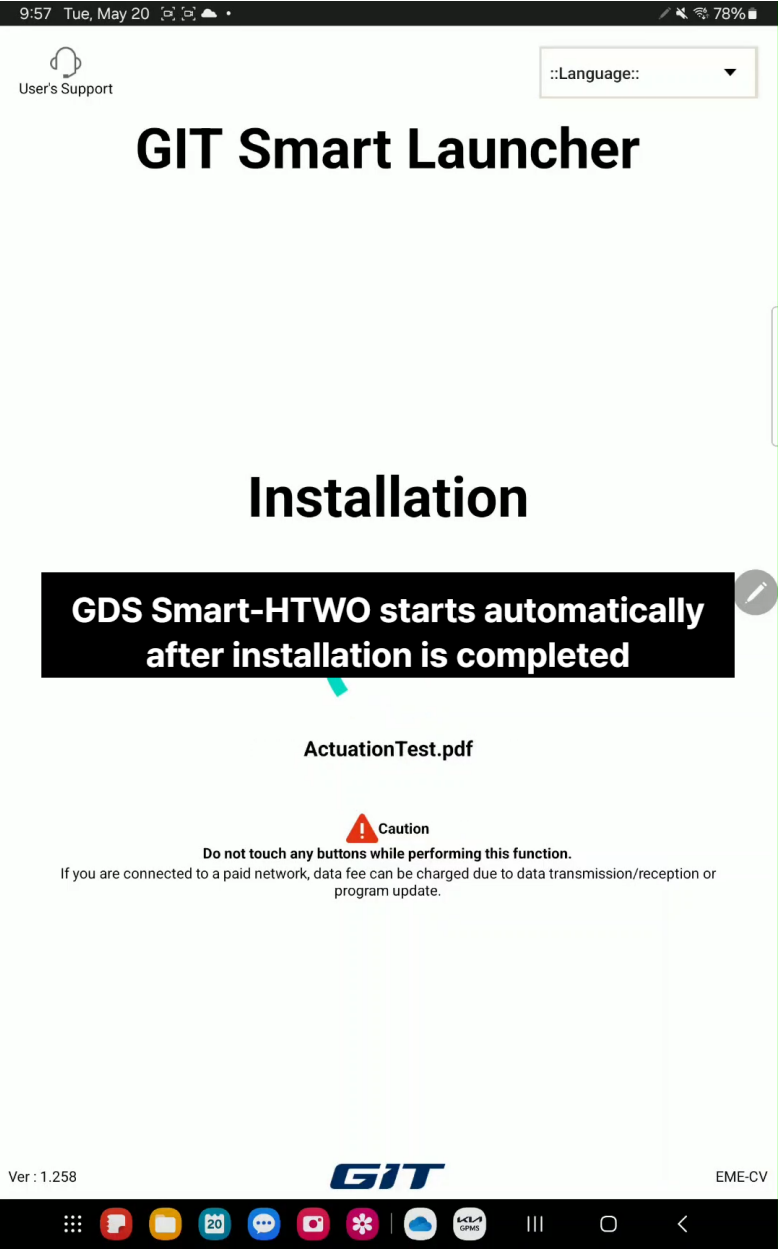 9:57 Tue, May 20 78%
User's Support
::Language::
GIT Smart Launcher
Installation
GDS Smart-HTWO starts automatically
after installation is completed
ActuationTest.pdf
Caution
Do not touch any buttons while performing this function.
If you are connected to a paid network, data fee can be charged due to data transmission/reception or
program update.
Ver : 1.258
GIT
EME-CV
20
KIA
GPMS